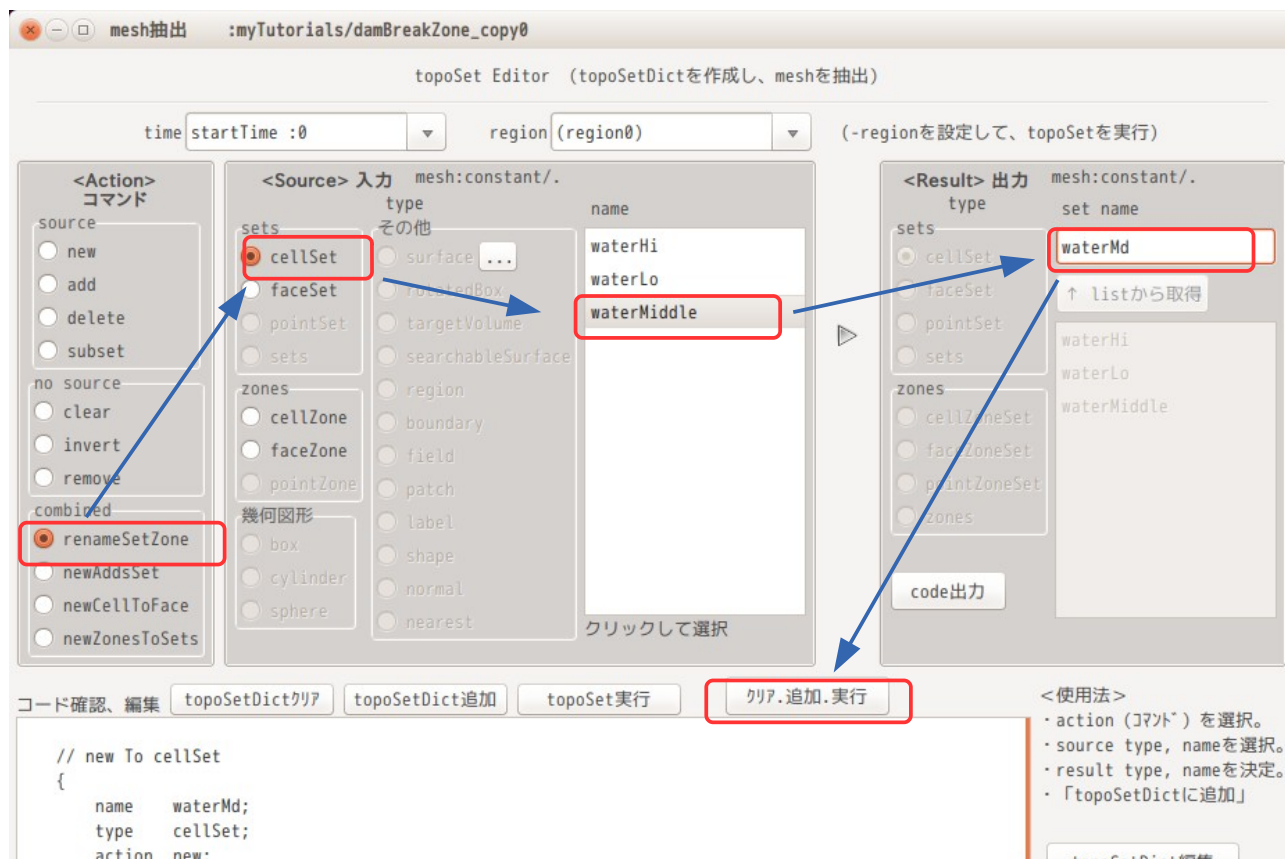 mesh抽出 :myTutorials/damBreakZone_copy0
topoSet Editor （topoSetDictを作成し、meshを抽出）
time startTime :0 region (region0) (-regionを設定して、topoSetを実行)
<Action>
コマンド
source
new
add
delete
subset
no source
clear
invert
remove
combined
renameSetZone
newAddsSet
newCellToFace
newZonesToSets
<Source> 入力 mesh:constant/.
type
name
sets
cellSet
faceSet
pointSet
sets
zones
cellZone
faceZone
pointZone
幾何図形
box
cylinder
sphere
その他
surface ...
rotatedBox
targetVolume
searchableSurface
region
boundary
field
patch
label
shape
normal
nearest
waterHi
waterLo
waterMiddle
クリックして選択
<Result> 出力 mesh:constant/.
type
set name
sets
cellSet
faceSet
pointSet
sets
zones
cellZoneSet
faceZoneSet
pointZoneSet
zones
code出力
waterMd
↑ listから取得
waterHi
waterLo
waterMiddle
コード確認、編集 topoSetDictｸﾘｱ topoSetDict追加 topoSet実行 ｸﾘｱ.追加.実行
// new To cellSet
{
name waterMd;
type cellSet;
action new;
＜使用法＞
・action (ｺﾏﾝﾄﾞ) を選択。
・source type, nameを選択。
・result type, nameを決定。
・「topoSetDictに追加」